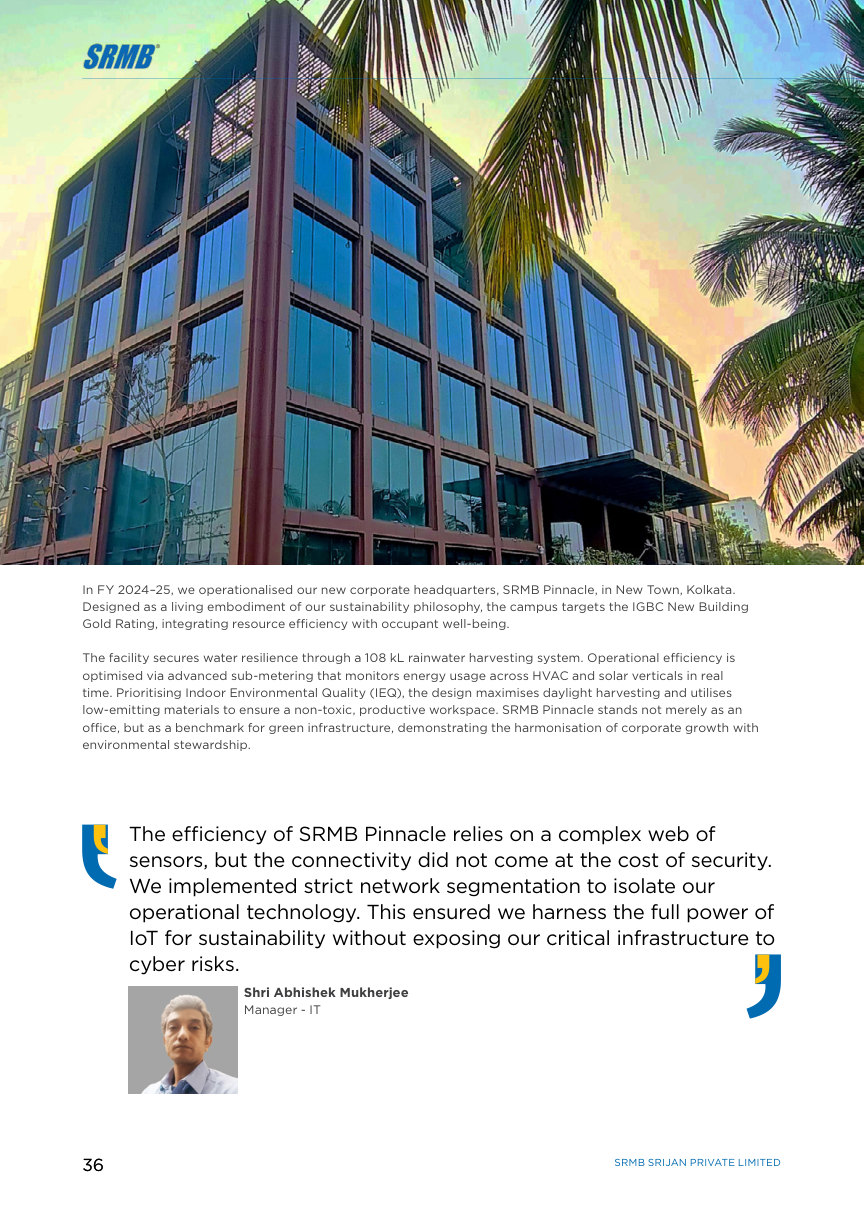 SRMB®
In FY 2024–25, we operationalised our new corporate headquarters, SRMB Pinnacle, in New Town, Kolkata.
Designed as a living embodiment of our sustainability philosophy, the campus targets the IGBC New Building
Gold Rating, integrating resource efficiency with occupant well-being.
The facility secures water resilience through a 108 kL rainwater harvesting system. Operational efficiency is
optimised via advanced sub-metering that monitors energy usage across HVAC and solar verticals in real
time. Prioritising Indoor Environmental Quality (IEQ), the design maximises daylight harvesting and utilises
low-emitting materials to ensure a non-toxic, productive workspace. SRMB Pinnacle stands not merely as an
office, but as a benchmark for green infrastructure, demonstrating the harmonisation of corporate growth with
environmental stewardship.
The efficiency of SRMB Pinnacle relies on a complex web of
sensors, but the connectivity did not come at the cost of security.
We implemented strict network segmentation to isolate our
operational technology. This ensured we harness the full power of
IoT for sustainability without exposing our critical infrastructure to
cyber risks.
Shri Abhishek Mukherjee
Manager - IT
36
SRMB SRIJAN PRIVATE LIMITED